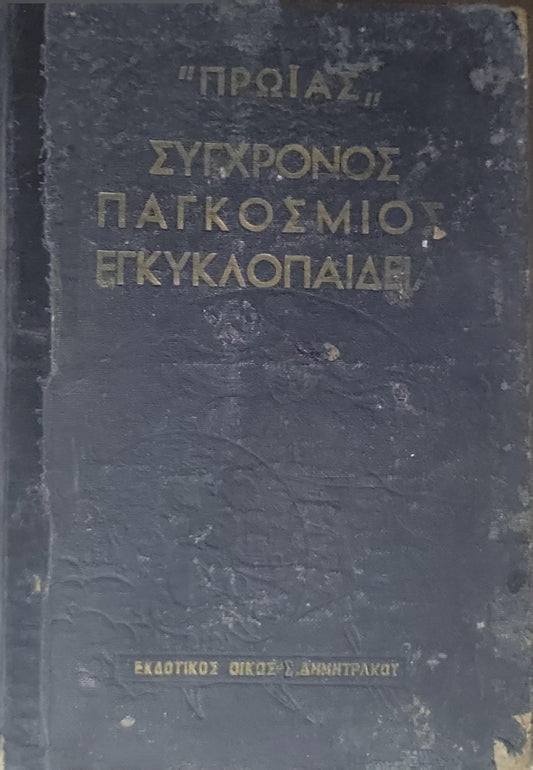 "ΠΡΩΪΑΣ„
ΣΥΓΧΡΟΝΟΣ
ΠΑΓΚΟΣΜΙΟΣ
ΕΓΚΥΚΛΟΠΑΙΔΕΙΑ
ΕΚΔΟΤΙΚΟΣ ΟΙΚΟΣ Σ. ΔΗΜΗΤΡΑΚΟΥ